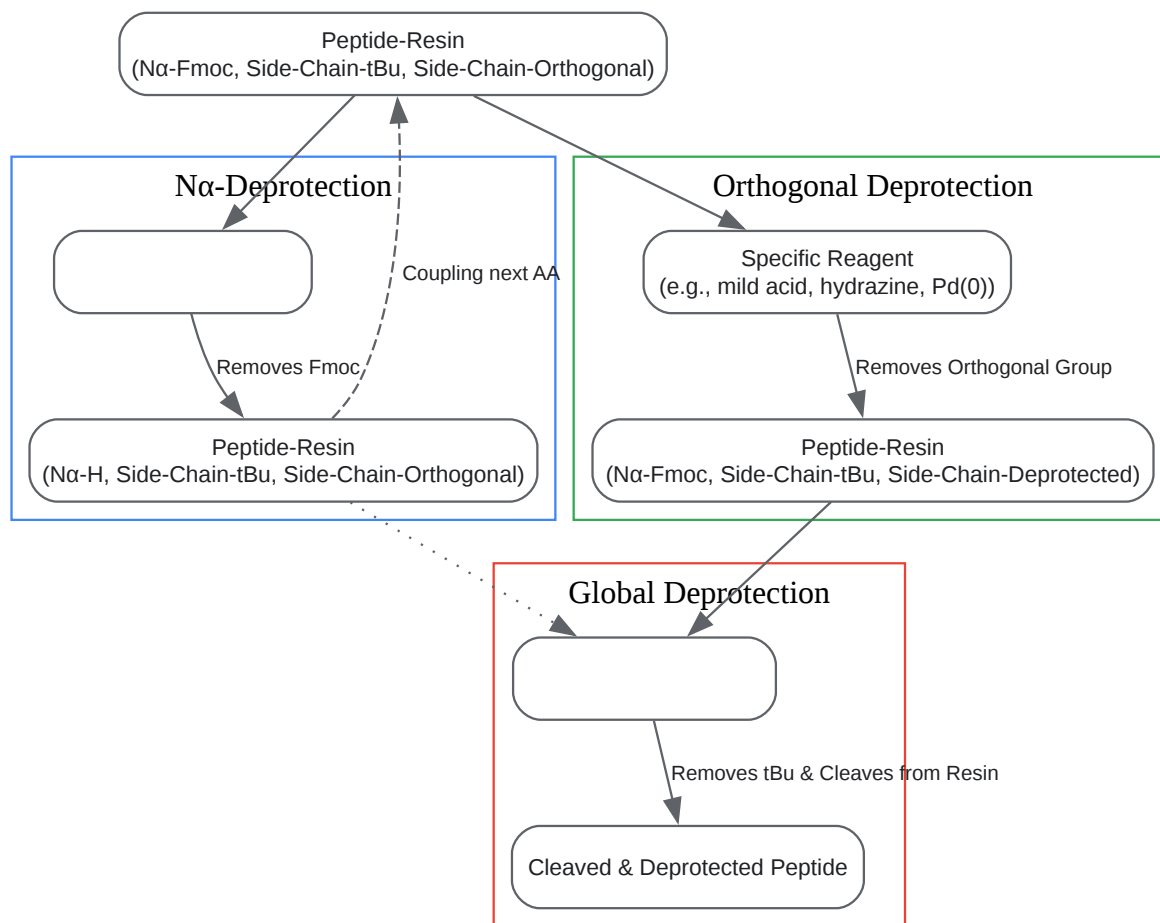 Peptide-Resin
(Nα-Fmoc, Side-Chain-tBu, Side-Chain-Orthogonal)
Nα-Deprotection
Orthogonal Deprotection
Specific Reagent
(e.g., mild acid, hydrazine, Pd(0))
Coupling next AA
Removes Fmoc
Removes Orthogonal Group
Peptide-Resin
(Nα-H, Side-Chain-tBu, Side-Chain-Orthogonal)
Peptide-Resin
(Nα-Fmoc, Side-Chain-tBu, Side-Chain-Deprotected)
Global Deprotection
Removes tBu & Cleaves from Resin
Cleaved & Deprotected Peptide